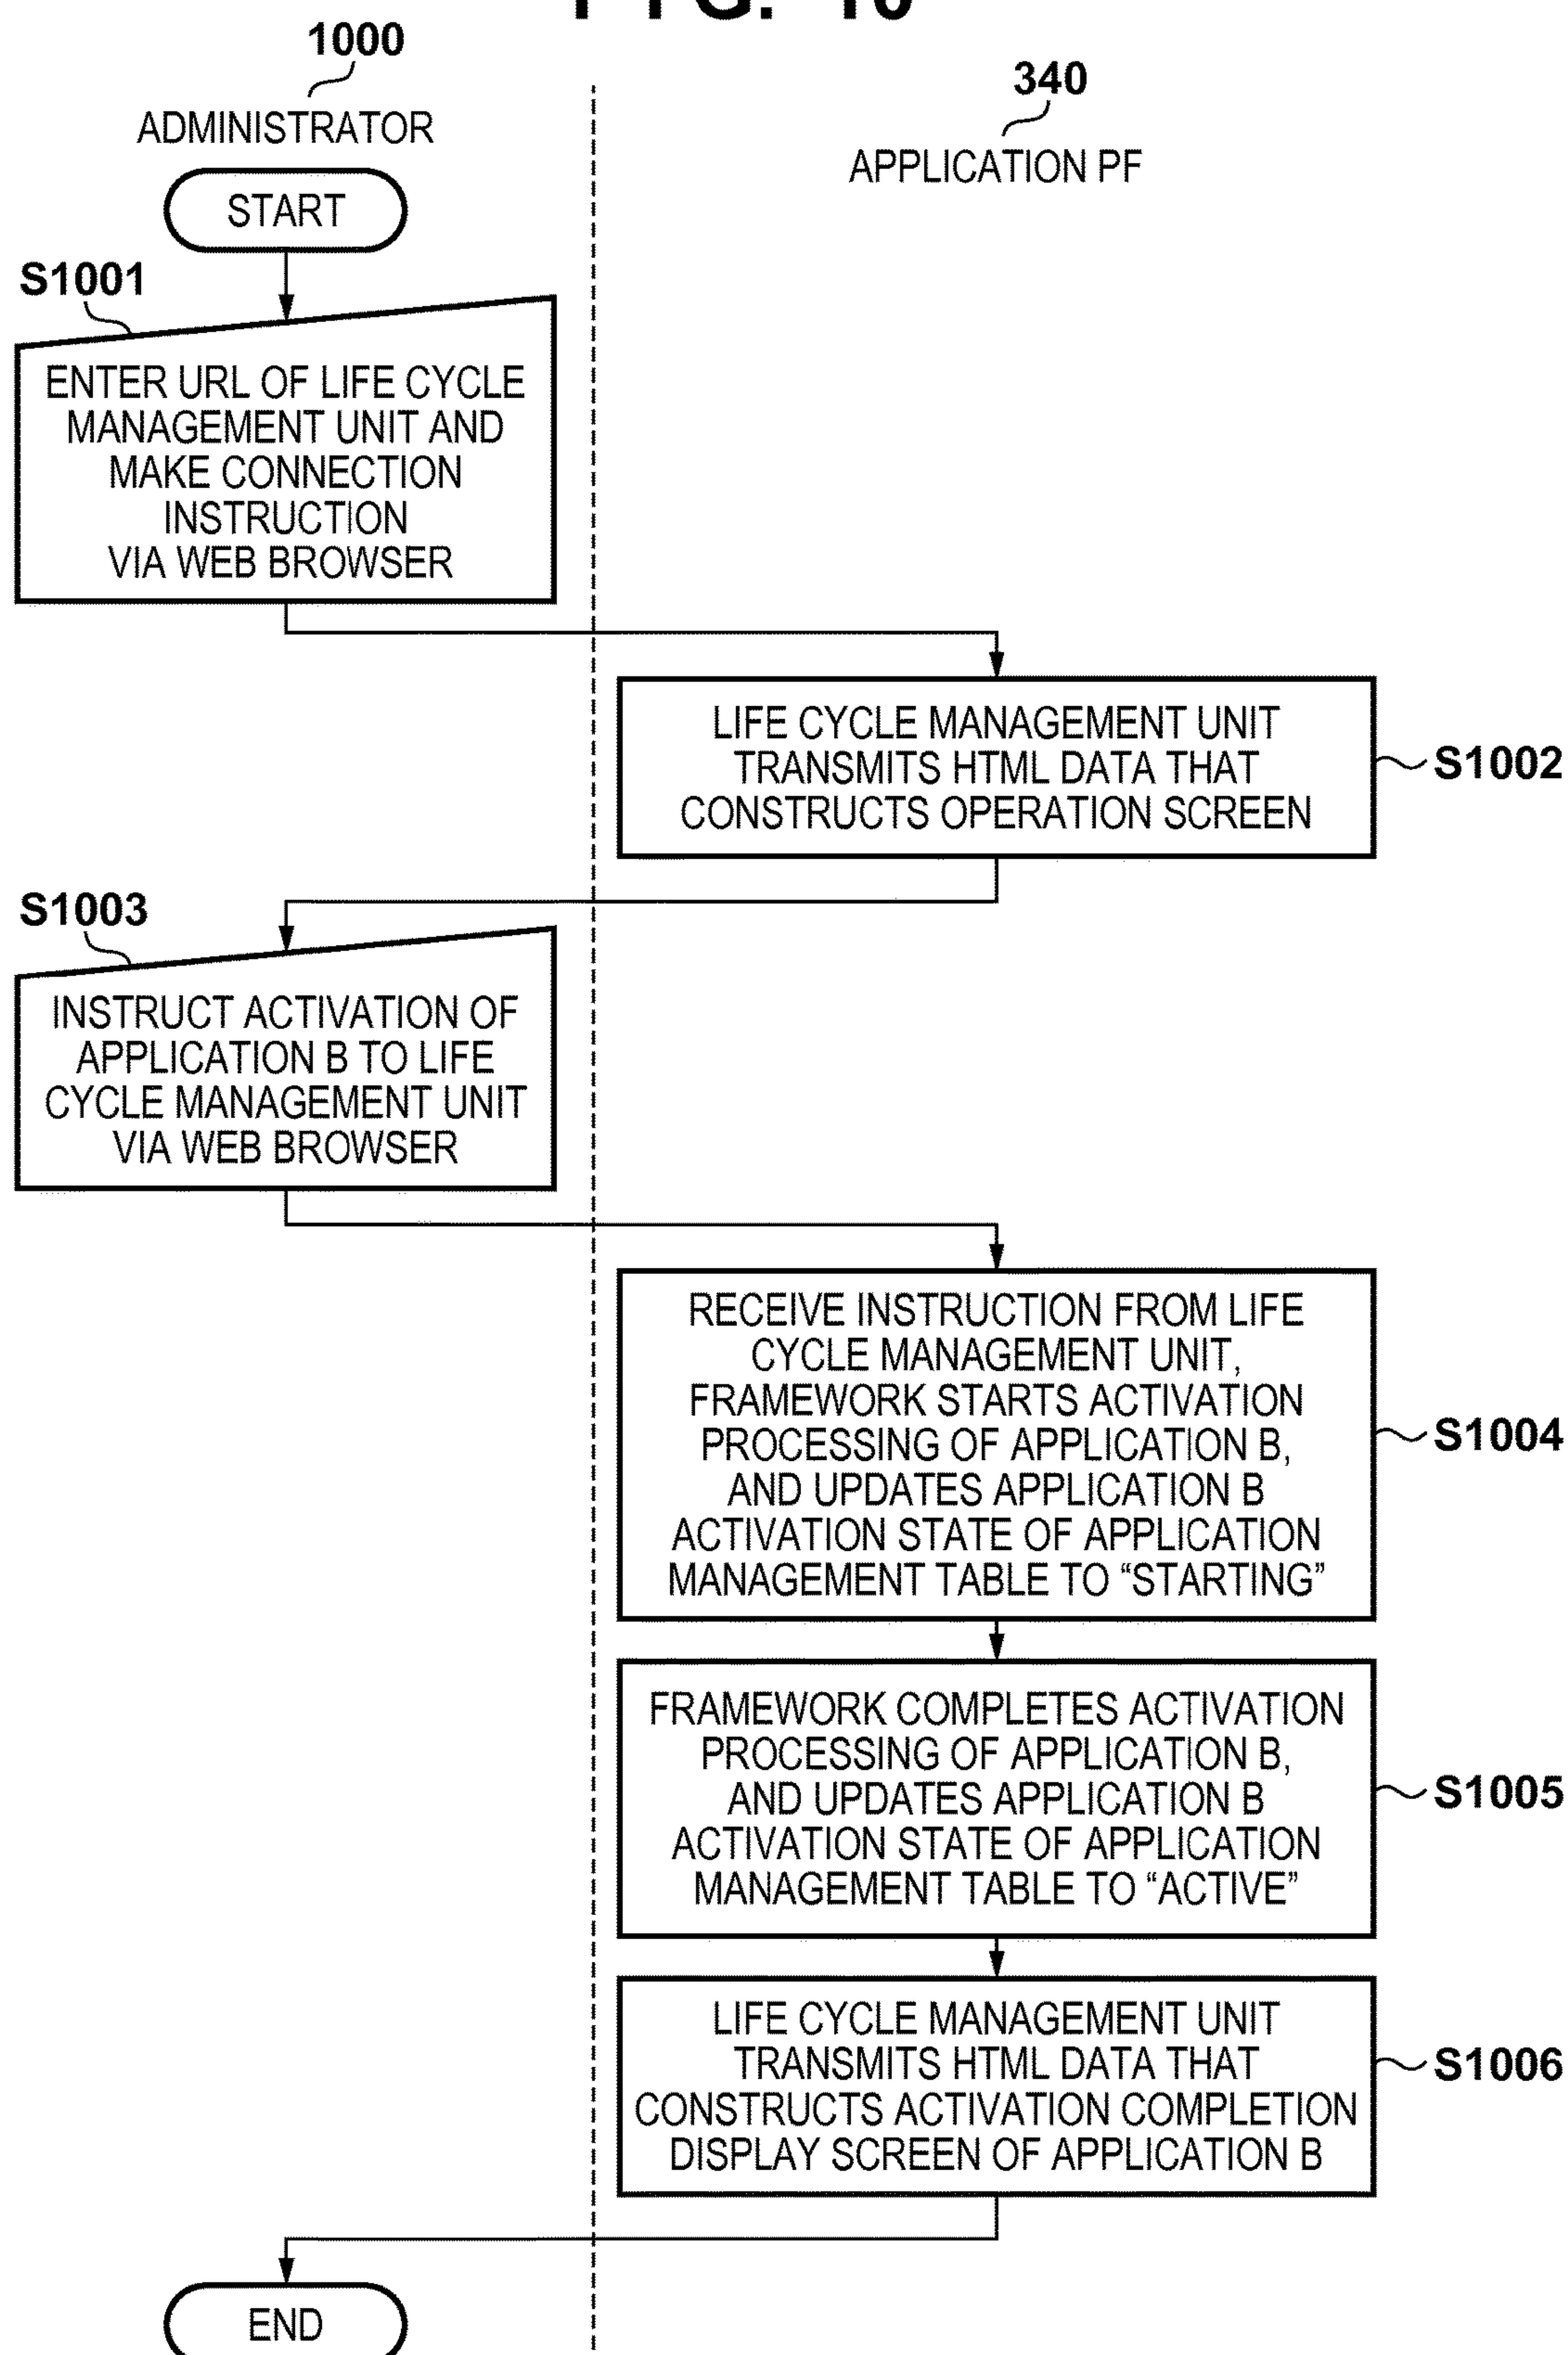 FIG. 10
1000
340
ADMINISTRATOR
APPLICATION PF
START
S1001
ENTER URL OF LIFE CYCLE
MANAGEMENT UNIT AND
MAKE CONNECTION
INSTRUCTION
VIA WEB BROWSER
LIFE CYCLE MANAGEMENT UNIT
TRANSMITS HTML DATA THAT
CONSTRUCTS OPERATION SCREEN
S1002
S1003
INSTRUCT ACTIVATION OF
APPLICATION B TO LIFE
CYCLE MANAGEMENT UNIT
VIA WEB BROWSER
RECEIVE INSTRUCTION FROM LIFE
CYCLE MANAGEMENT UNIT,
FRAMEWORK STARTS ACTIVATION
PROCESSING OF APPLICATION B,
AND UPDATES APPLICATION B
ACTIVATION STATE OF APPLICATION
MANAGEMENT TABLE TO “STARTING”
S1004
FRAMEWORK COMPLETES ACTIVATION
PROCESSING OF APPLICATION B,
AND UPDATES APPLICATION B
ACTIVATION STATE OF APPLICATION
MANAGEMENT TABLE TO “ACTIVE”
S1005
LIFE CYCLE MANAGEMENT UNIT
TRANSMITS HTML DATA THAT
CONSTRUCTS ACTIVATION COMPLETION
DISPLAY SCREEN OF APPLICATION B
S1006
END